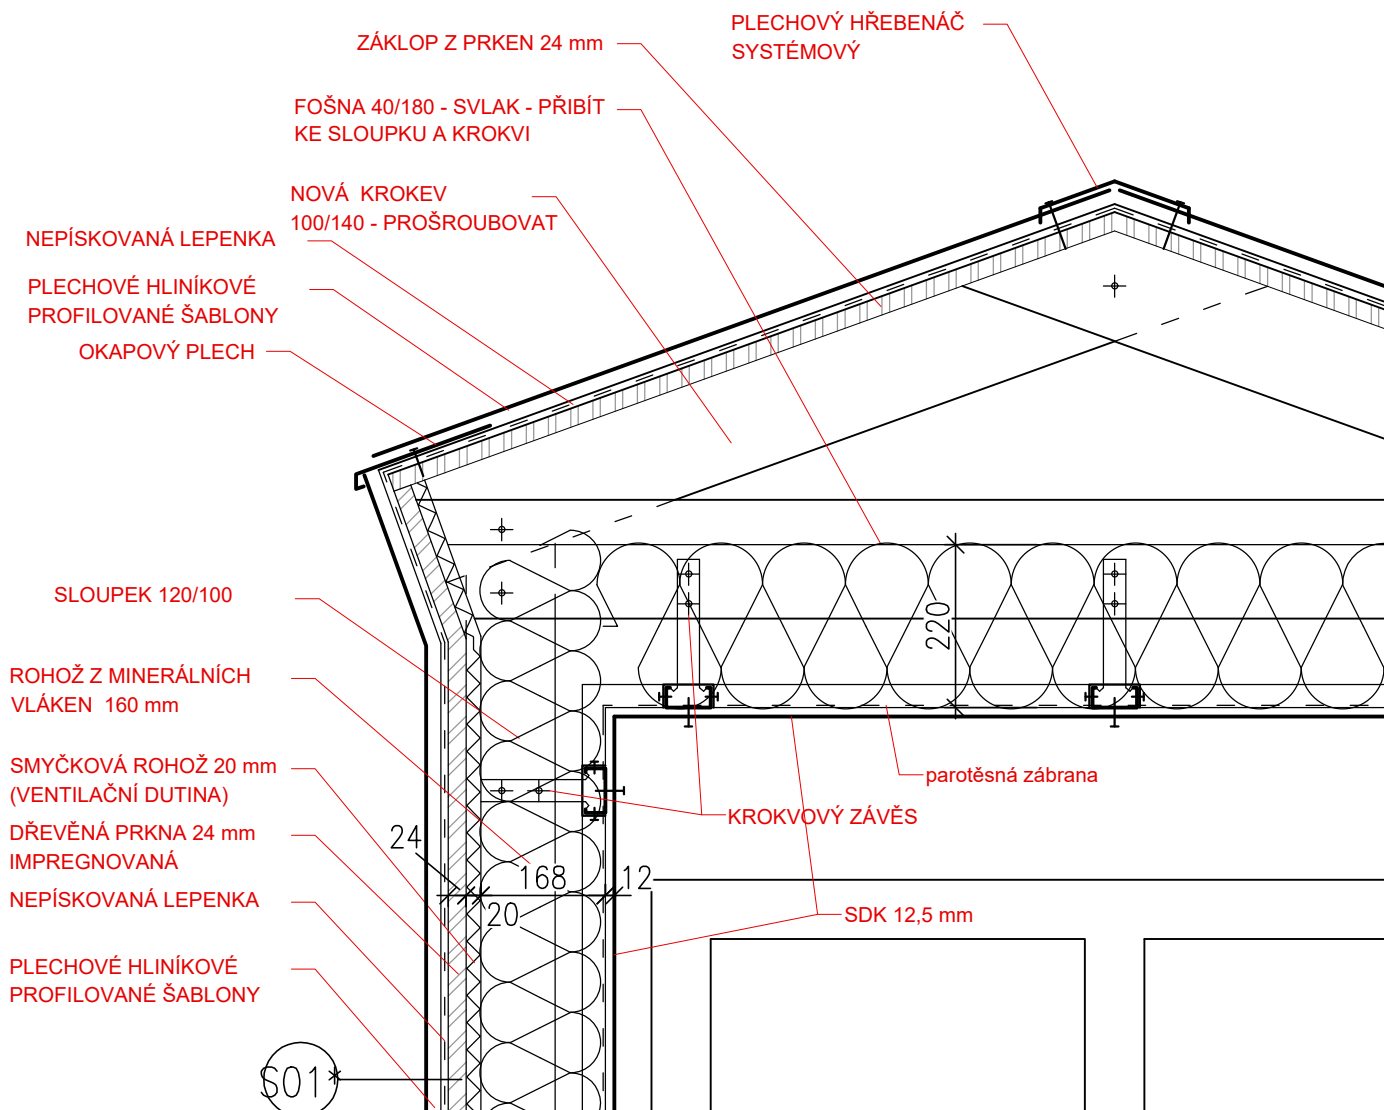 PLECHOVÝ HŘEBENÁČ
SYSTÉMOVÝ
ZÁKLOP Z PRKEN 24 mm
FOŠNA 40/180 - SVLAK - PŘIBÍT
KE SLOUPKU A KROKVI
NOVÁ KROKEV
100/140 - PROŠROUBOVAT
NEPÍSKOVANÁ LEPENKA
PLECHOVÉ HLINÍKOVÉ
PROFILOVANÉ ŠABLONY
OKAPOVÝ PLECH
SLOUPEK 120/100
220
ROHOŽ Z MINERÁLNÍCH
VLÁKEN 160 mm
SMYČKOVÁ ROHOŽ 20 mm
(VENTILAČNÍ DUTINA)
parotěsná zábrana
KROKVOVÝ ZÁVĚS
DŘEVĚNÁ PRKNA 24 mm
IMPREGNOVANÁ
24
168
12
20
NEPÍSKOVANÁ LEPENKA
SDK 12,5 mm
PLECHOVÉ HLINÍKOVÉ
PROFILOVANÉ ŠABLONY
S01*